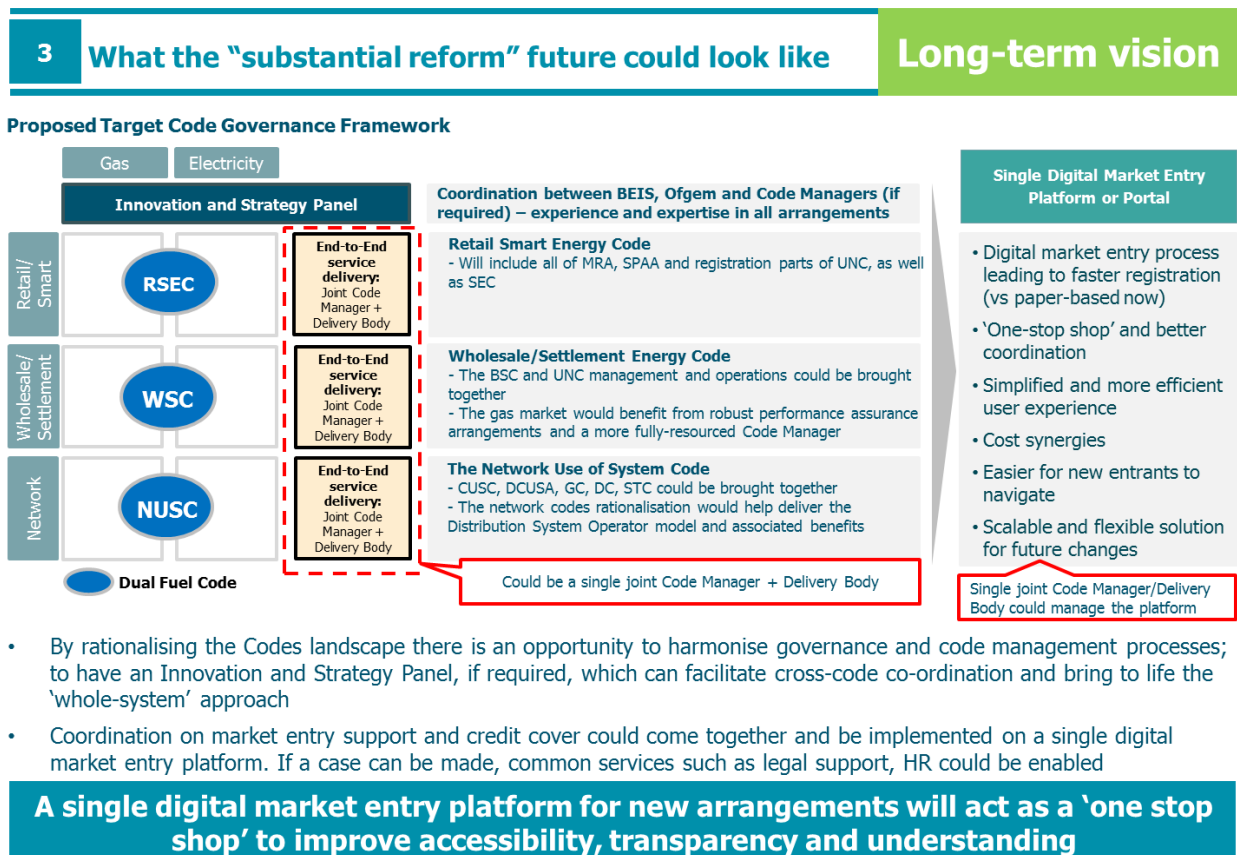 3
What the “substantial reform” future could look like
Long-term vision
Proposed Target Code Governance Framework
Gas
Electricity
Innovation and Strategy Panel
Coordination between BEIS, Ofgem and Code Managers (if
required) – experience and expertise in all arrangements
Single Digital Market Entry
Platform or Portal
Retail/
Smart
RSEC
End-to-End
service
delivery:
Joint Code
Manager +
Delivery Body
Retail Smart Energy Code
- Will include all of MRA, SPAA and registration parts of UNC, as well
as SEC
Wholesale/
Settlement
WSC
End-to-End
service
delivery:
Joint Code
Manager +
Delivery Body
Wholesale/Settlement Energy Code
- The BSC and UNC management and operations could be brought
together
- The gas market would benefit from robust performance assurance
arrangements and a more fully-resourced Code Manager
Network
NUSC
End-to-End
service
delivery:
Joint Code
Manager +
Delivery Body
The Network Use of System Code
- CUSC, DCUSA, GC, DC, STC could be brought together
- The network codes rationalisation would help deliver the
Distribution System Operator model and associated benefits
• Digital market entry process
leading to faster registration
(vs paper-based now)
• ‘One-stop shop’ and better
coordination
• Simplified and more efficient
user experience
• Cost synergies
• Easier for new entrants to
navigate
• Scalable and flexible solution
for future changes
Dual Fuel Code
Could be a single joint Code Manager + Delivery Body
Single joint Code Manager/Delivery
Body could manage the platform
• By rationalising the Codes landscape there is an opportunity to harmonise governance and code management processes;
to have an Innovation and Strategy Panel, if required, which can facilitate cross-code co-ordination and bring to life the
‘whole-system’ approach
• Coordination on market entry support and credit cover could come together and be implemented on a single digital
market entry platform. If a case can be made, common services such as legal support, HR could be enabled
A single digital market entry platform for new arrangements will act as a ‘one stop
shop’ to improve accessibility, transparency and understanding